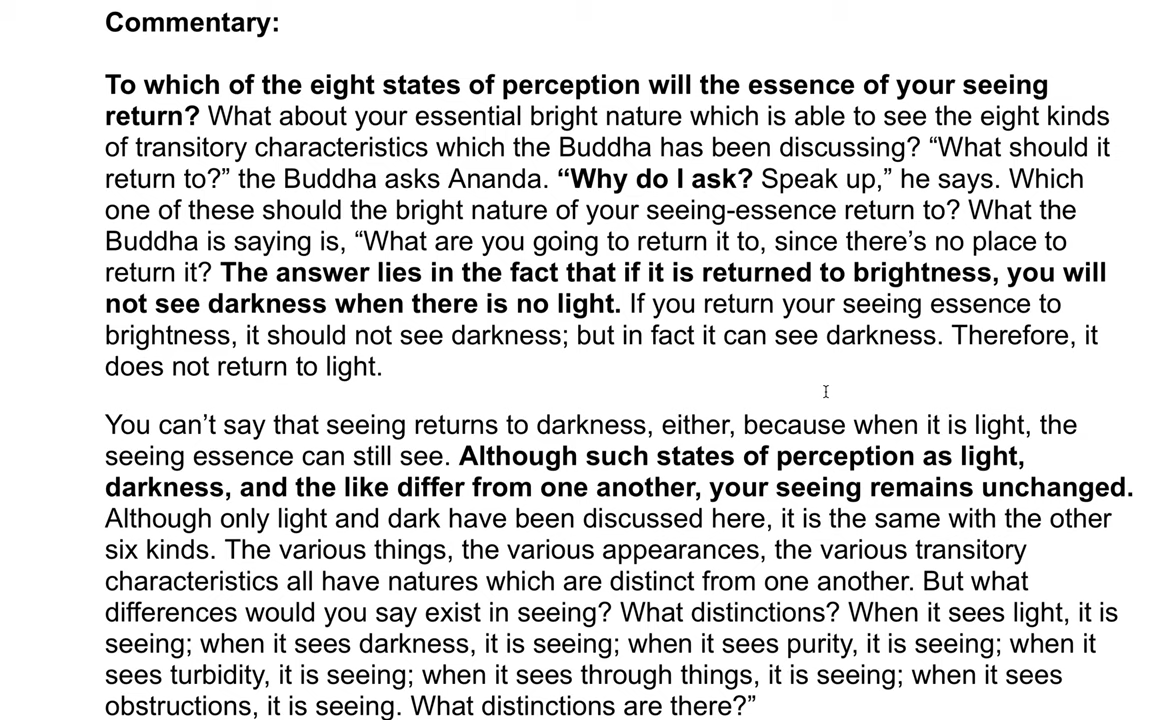 Commentary:
To which of the eight states of perception will the essence of your seeing
return? What about your essential bright nature which is able to see the eight kinds
of transitory characteristics which the Buddha has been discussing? “What should it
return to?” the Buddha asks Ananda. “Why do I ask? Speak up,” he says. Which
one of these should the bright nature of your seeing-essence return to? What the
Buddha is saying is, “What are you going to return it to, since there’s no place to
return it? The answer lies in the fact that if it is returned to brightness, you will
not see darkness when there is no light. If you return your seeing essence to
brightness, it should not see darkness; but in fact it can see darkness. Therefore, it
does not return to light.
You can’t say that seeing returns to darkness, either, because when it is light, the
seeing essence can still see. Although such states of perception as light,
darkness, and the like differ from one another, your seeing remains unchanged.
Although only light and dark have been discussed here, it is the same with the other
six kinds. The various things, the various appearances, the various transitory
characteristics all have natures which are distinct from one another. But what
differences would you say exist in seeing? What distinctions? When it sees light, it is
seeing; when it sees darkness, it is seeing; when it sees purity, it is seeing; when it
sees turbidity, it is seeing; when it sees through things, it is seeing; when it sees
obstructions, it is seeing. What distinctions are there?”